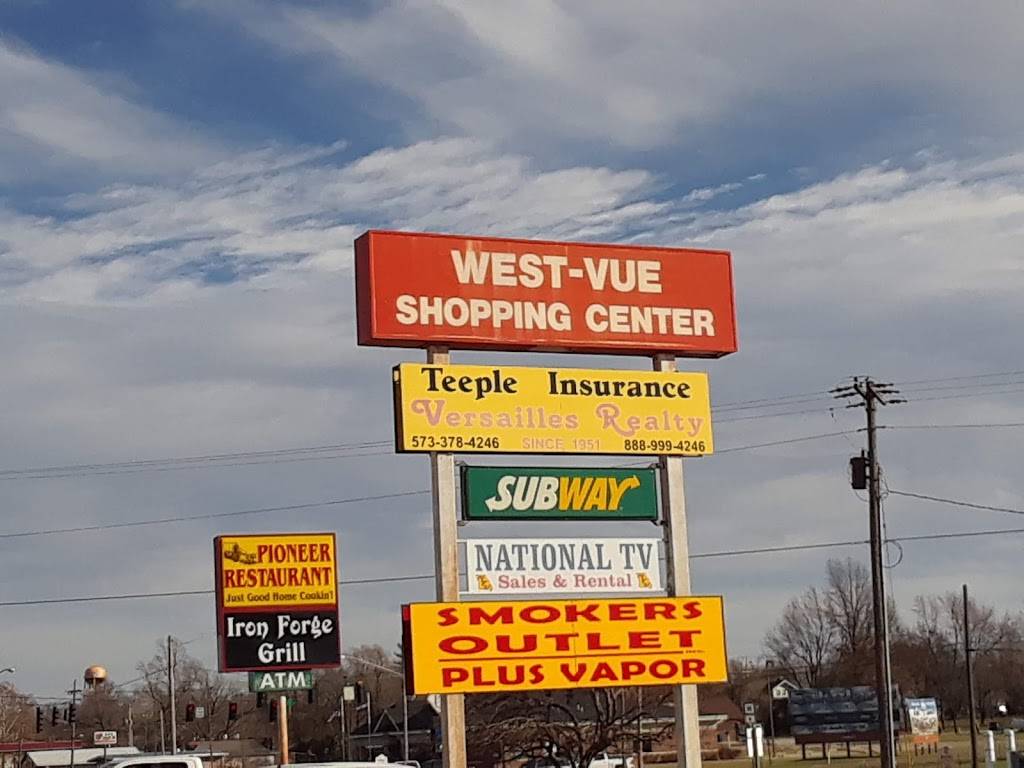 WEST-VUE
SHOPPING CENTER
Teeple Insurance
Versailles Realty
573-378-4246 SINCE 1951 888-999-4246
SUBWAY
NATIONAL TV
Sales & Rental
SMOKERS
OUTLET
PLUS VAPOR
PIONEER
RESTAURANT
Just Good Home Cookin'!
Iron Forge
Grill
ATM